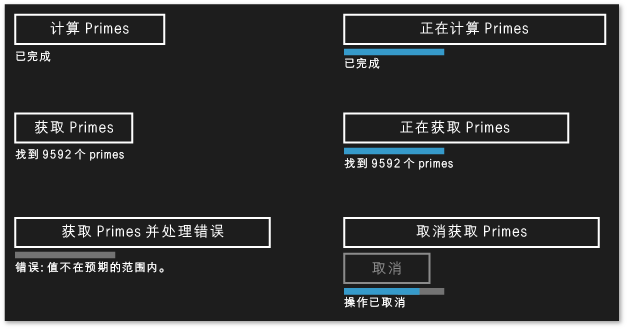 计算 Primes
已完成
正在计算 Primes
已完成
获取 Primes
找到 9592 个 primes
正在获取 Primes
找到 9592 个 primes
获取 Primes 并处理错误
错误: 值不在预期的范围内。
取消获取 Primes
取消
操作已取消